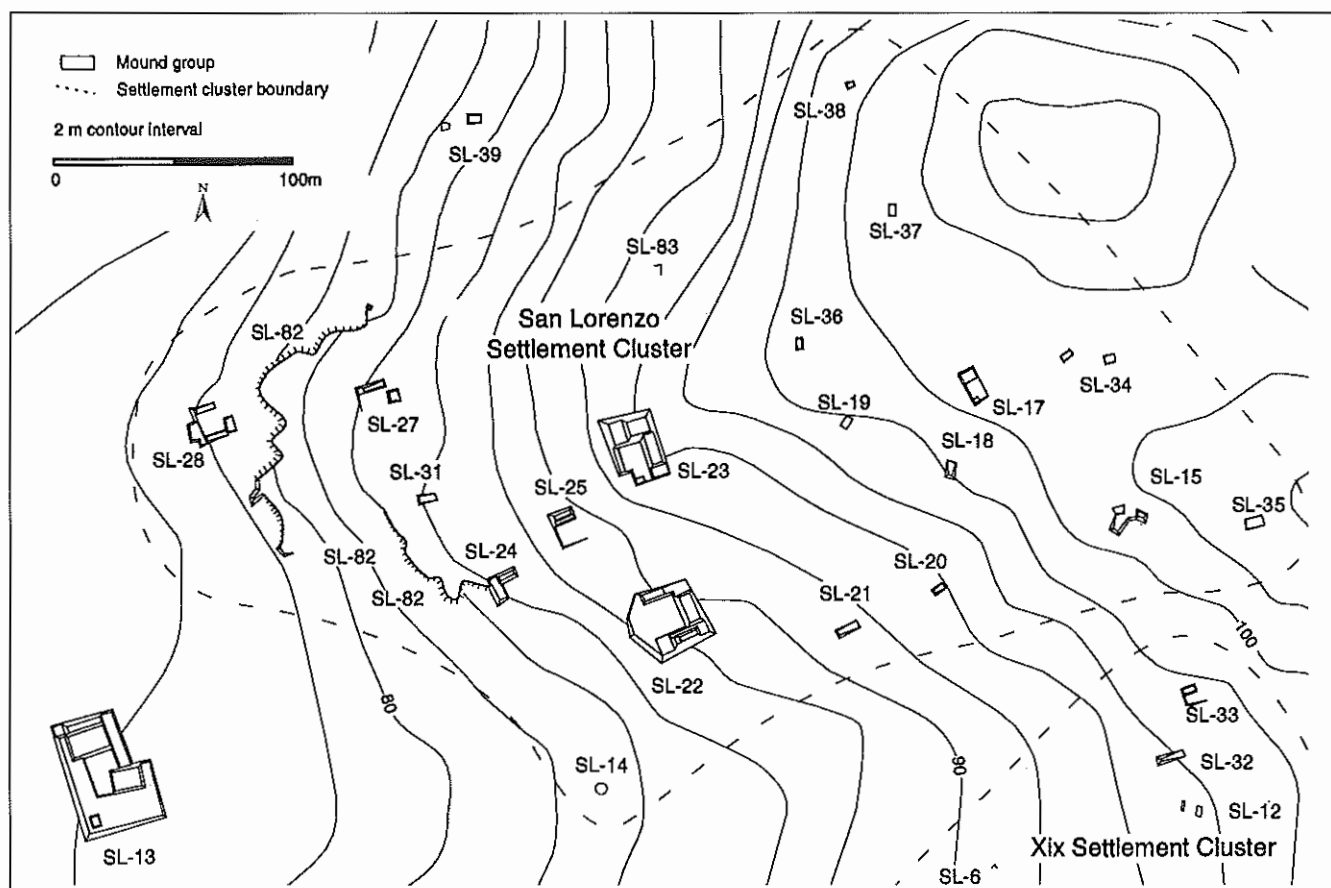 Mound group
Settlement cluster boundary
2 m contour interval
0 100m
N
SL-39
SL-38
SL-37
SL-83
SL-82
San Lorenzo
Settlement Cluster
SL-36
SL-34
SL-27
SL-17
SL-19
SL-28
SL-31
SL-23
SL-18
SL-25
SL-15
SL-35
SL-82
SL-24
SL-20
SL-82
SL-21
100
SL-22
80
SL-33
SL-14
90
SL-32
SL-12
SL-13
Xix Settlement Cluster
SL-6